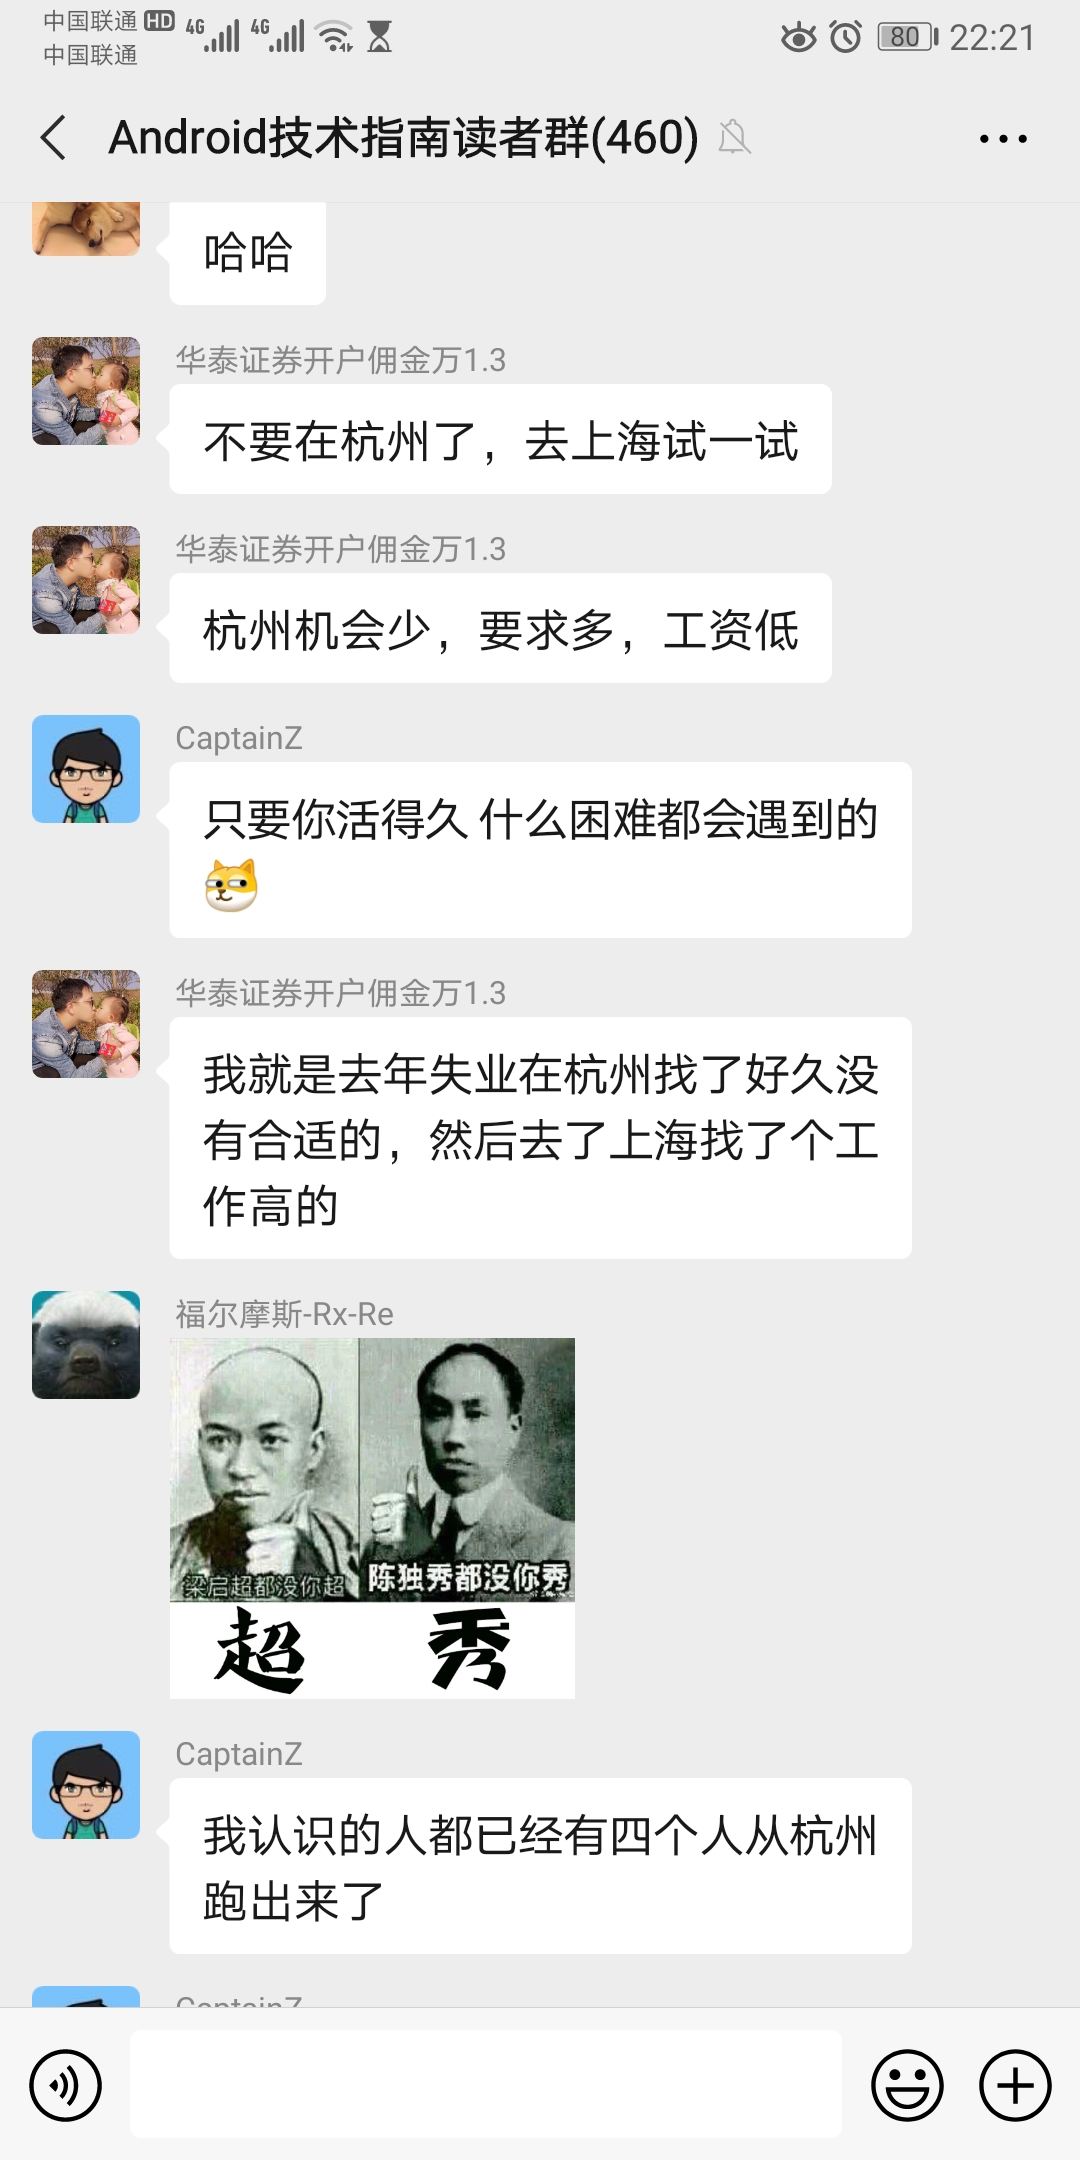 中国联通 HD 4G 4G 80 22:21
中国联通
Android技术指南读者群(460)
哈哈
华泰证券开户佣金万1.3
不要在杭州了，去上海试一试
华泰证券开户佣金万1.3
杭州机会少，要求多，工资低
CaptainZ
只要你活得久 什么困难都会遇到的
华泰证券开户佣金万1.3
我就是去年失业在杭州找了好久没
有合适的，然后去了上海找了个工
作高的
福尔摩斯-Rx-Re
梁启超都没你超 陈独秀都没你秀
超 秀
CaptainZ
我认识的人都已经有四个人从杭州
跑出来了
CaptainZ